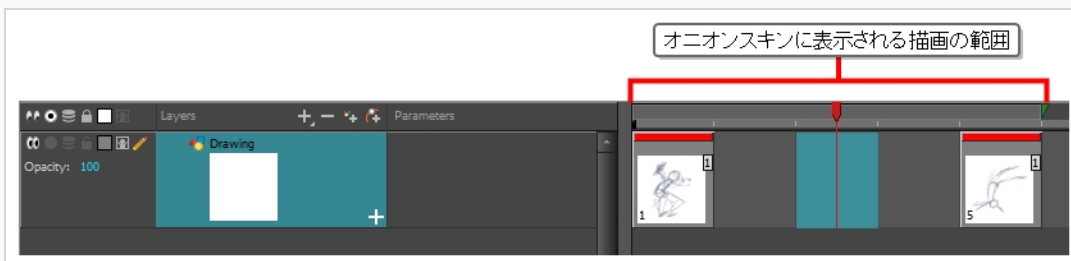 オニオンスキンに表示される描画の範囲
Layers
Parameters
Drawing
Opacity: 100
1
1
1
5